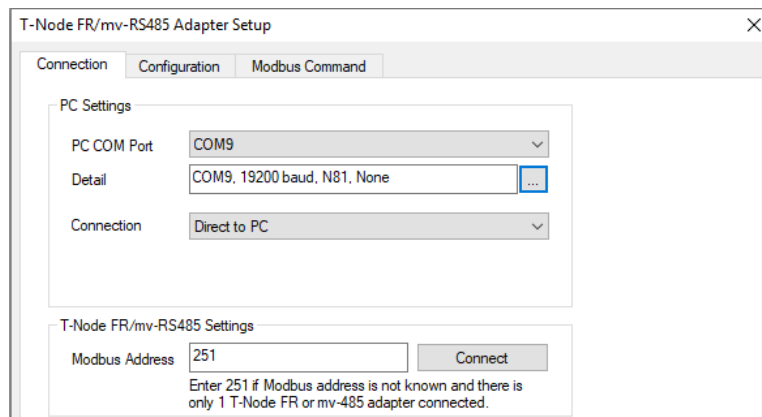 T-Node FR/mv-RS485 Adapter Setup
Connection Configuration Modbus Command
PC Settings
PC COM Port COM9
Detail COM9, 19200 baud, N81, None ...
Connection Direct to PC
T-Node FR/mv-RS485 Settings
Modbus Address 251 Connect
Enter 251 if Modbus address is not known and there is
only 1 T-Node FR or mv-485 adapter connected.